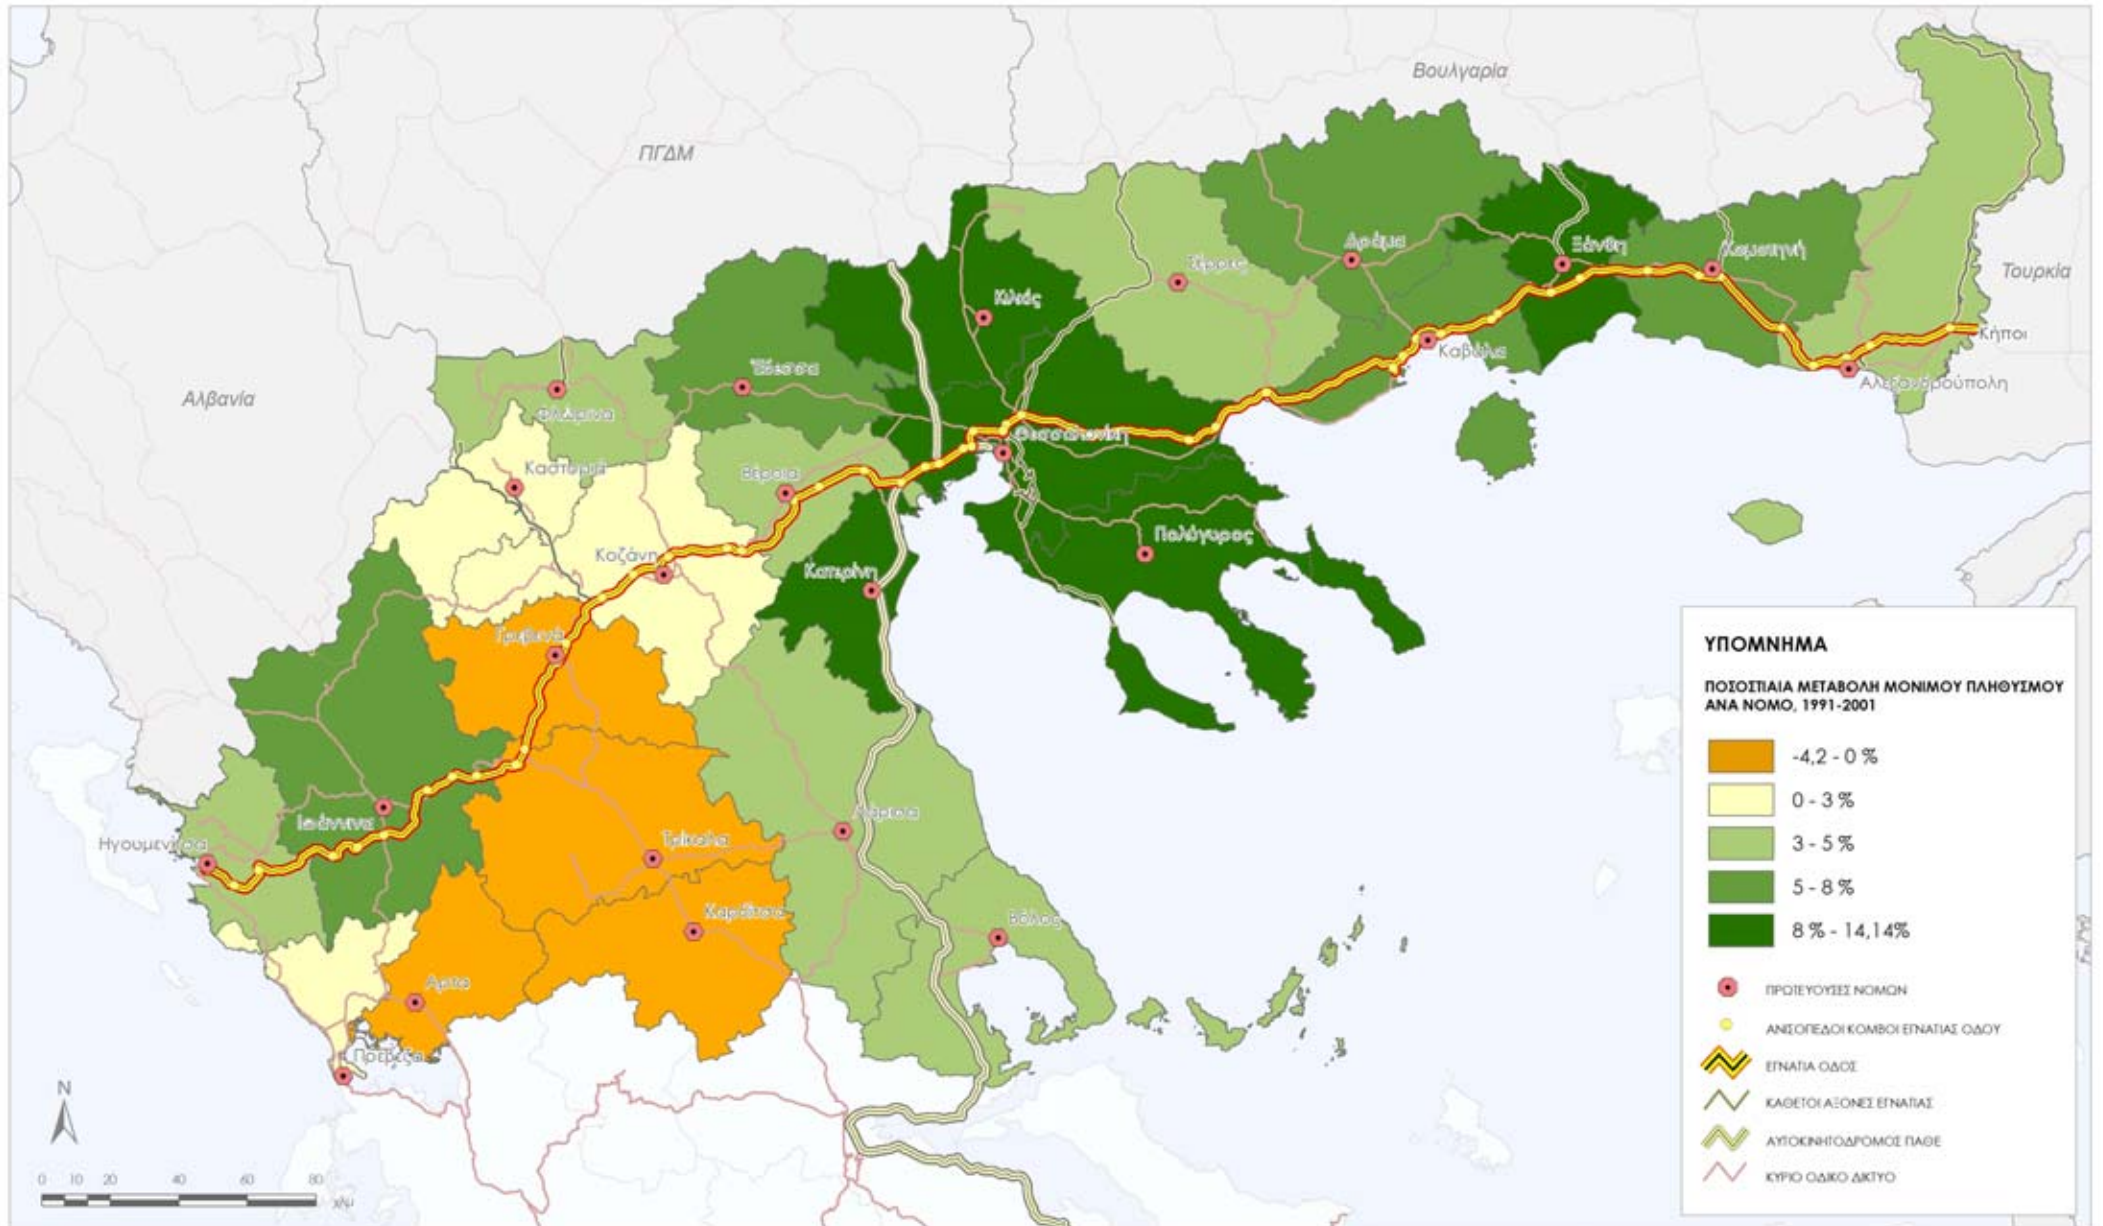 Βουλγαρία
ΠΓΔΜ
Δράμα
Ξάνθη
Κομοτηνή
Τουρκία
Σέρρες
Κιλκίς
Κήποι
Καβάλα
Έδεσσα
Αλεξανδρούπολη
Αλβανία
Φλώρινα
Θεσσαλονίκη
Καστοριά
Βέροια
Πολύγυρος
Κοζάνη
Κατερίνη
Γρεβενά
Ιωάννινα
Λάρισα
Ηγουμενίτσα
Τρίκαλα
Καρδίτσα
Βόλος
Αρτα
Πρέβεζα
ΥΠΟΜΝΗΜΑ
ΠΟΣΟΣΤΙΑΙΑ ΜΕΤΑΒΟΛΗ ΜΟΝΙΜΟΥ ΠΛΗΘΥΣΜΟΥ
ΑΝΑ ΝΟΜΟ, 1991-2001
-4,2 - 0 %
0 - 3 %
3 - 5 %
5 - 8 %
8 % - 14,14%
ΠΡΩΤΕΥΟΥΣΕΣ ΝΟΜΩΝ
ΑΝΙΣΟΠΕΔΟΙ ΚΟΜΒΟΙ ΕΓΝΑΤΙΑΣ ΟΔΟΥ
ΕΓΝΑΤΙΑ ΟΔΟΣ
ΚΑΘΕΤΟΙ ΑΞΟΝΕΣ ΕΓΝΑΤΙΑΣ
ΑΥΤΟΚΙΝΗΤΟΔΡΟΜΟΣ ΠΑΘΕ
ΚΥΡΙΟ ΟΔΙΚΟ ΔΙΚΤΥΟ
N
0 10 20 40 60 80
χλμ